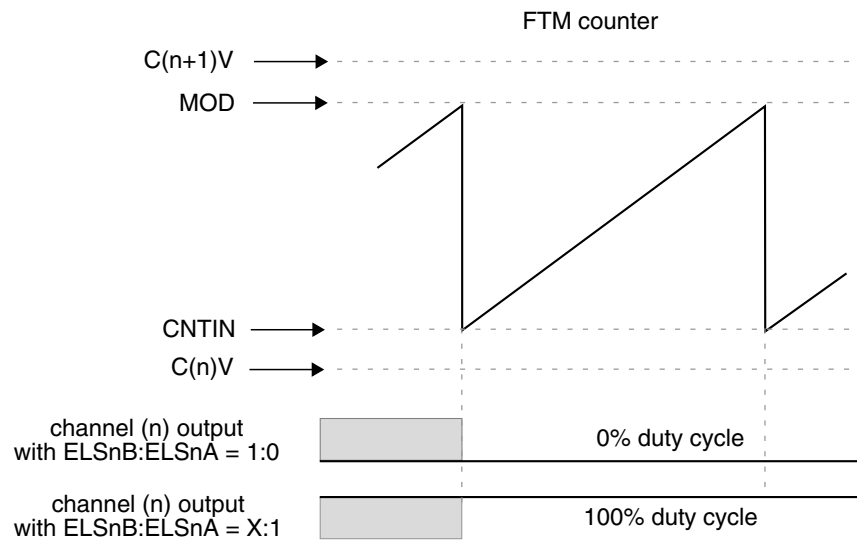 FTM counter
C(n+1)V
MOD
CNTIN
C(n)V
channel (n) output
with ELSnB:ELSnA = 1:0
0% duty cycle
channel (n) output
with ELSnB:ELSnA = X:1
100% duty cycle